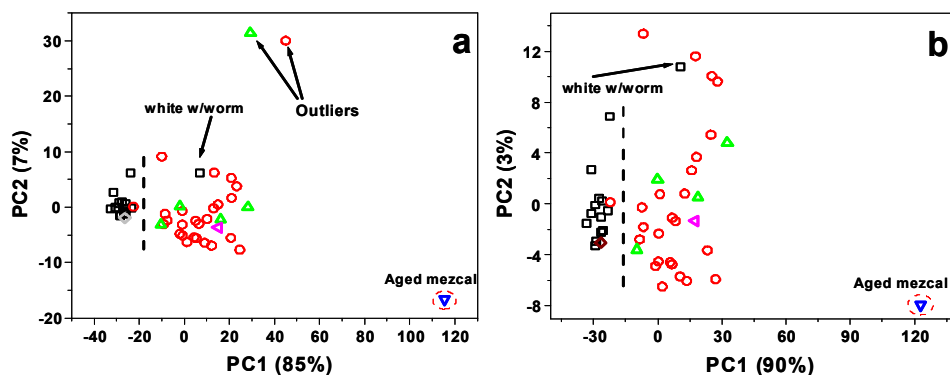 a
30
20
10
0
-10
-20
-40
-20
0
20
40
60
80
100
120
PC2 (7%)
PC1 (85%)
white w/worm
Outliers
Aged mezcal
b
12
8
4
0
-4
-8
-30
0
30
60
90
120
PC2 (3%)
PC1 (90%)
white w/worm
Aged mezcal